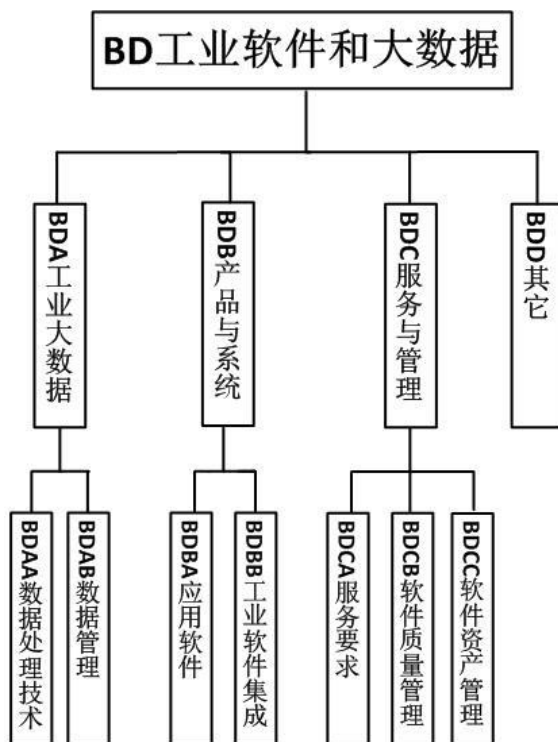 BD工业软件和大数据
BDA工业大数据
BDB产品与系统
BDC服务与管理
BDD其它
BDAA数据处理技术
BDAB数据管理
BDBA应用软件
BDBB工业软件集成
BDCA服务要求
BDCB软件质量管理
BDCC软件资产管理